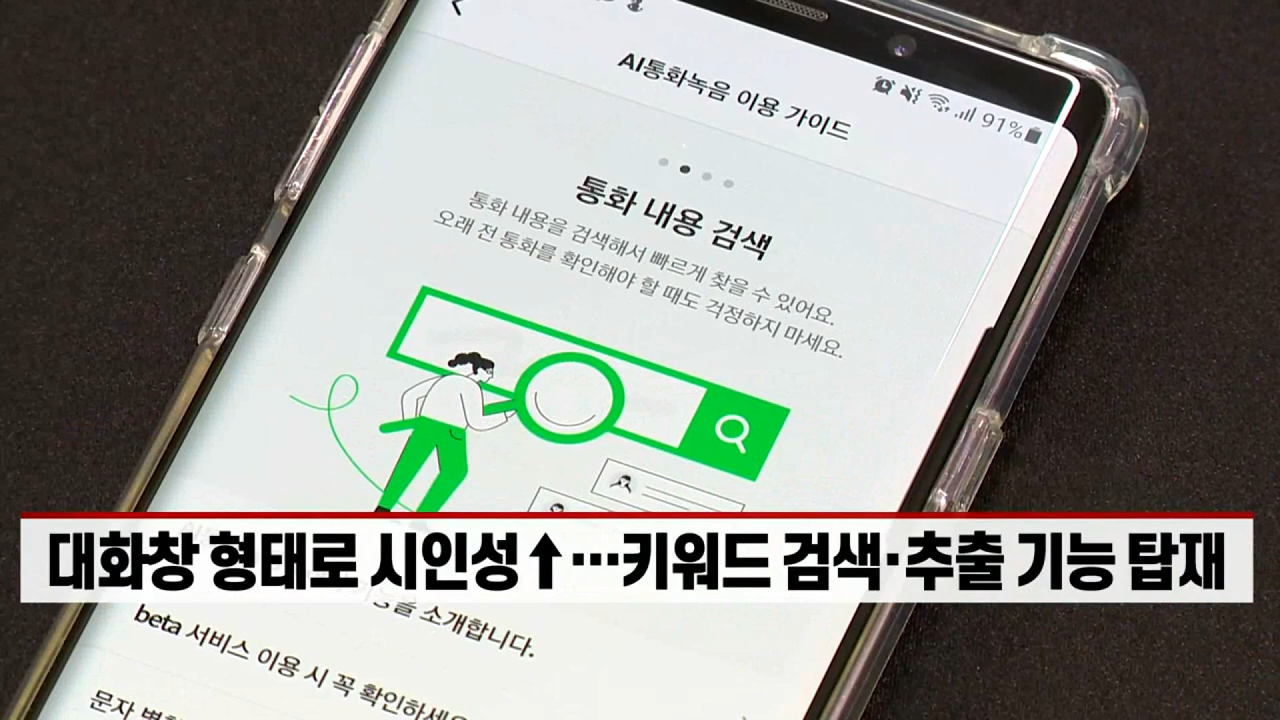 91%
AI통화녹음 이용 가이드
통화 내용 검색
통화 내용을 검색해서 빠르게 찾을 수 있어요.
오래 전 통화를 확인해야 할 때도 걱정하지 마세요.
대화창 형태로 시인성↑…키워드 검색·추출 기능 탑재
소개합니다.
beta 서비스 이용 시 꼭 확인하세요
문자